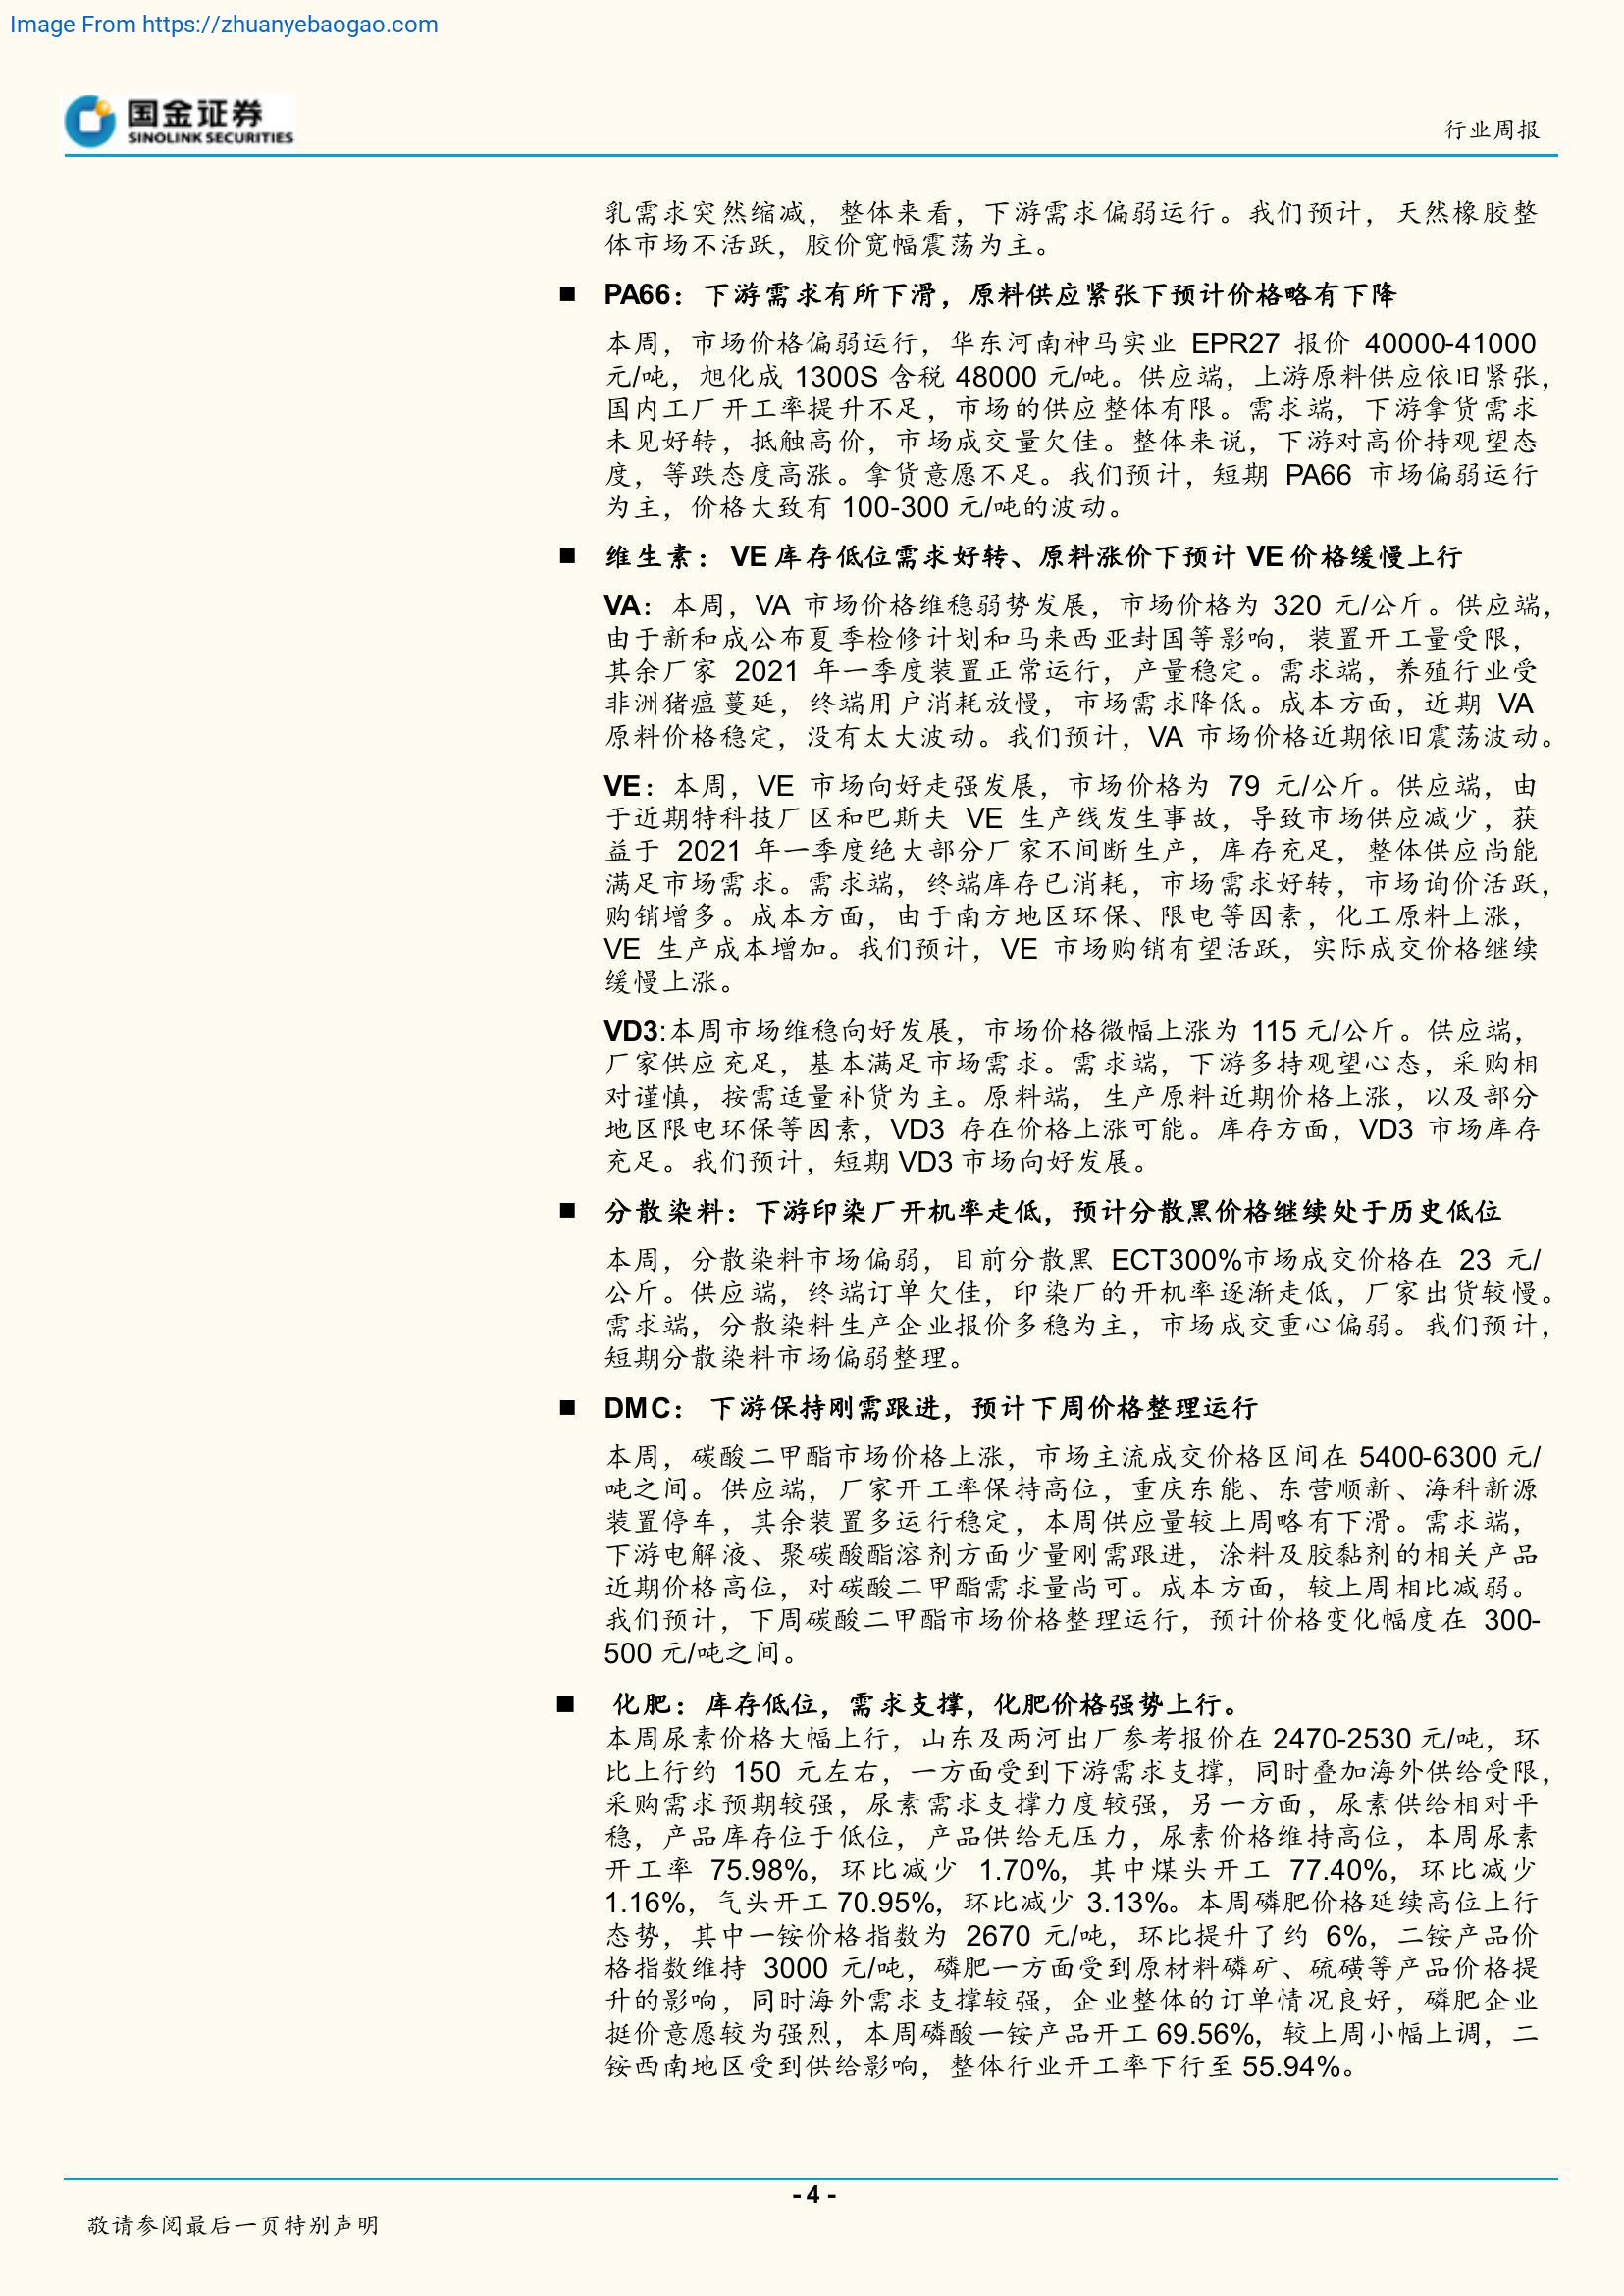 Image From https://zhuanyebaogao.com
国金证券
SINOLINK SECURITIES
行业周报
乳需求突然缩减，整体来看，下游需求偏弱运行。我们预计，天然橡胶整
体市场不活跃，胶价宽幅震荡为主。
■ PA66：下游需求有所下滑，原料供应紧张下预计价格略有下降
本周，市场价格偏弱运行，华东河南神马实业 EPR27 报价 40000-41000
元/吨，旭化成 1300S 含税 48000 元/吨。供应端，上游原料供应依旧紧张，
国内工厂开工率提升不足，市场的供应整体有限。需求端，下游拿货需求
未见好转，抵触高价，市场成交量欠佳。整体来说，下游对高价持观望态
度，等跌态度高涨。拿货意愿不足。我们预计，短期 PA66 市场偏弱运行
为主，价格大致有 100-300 元/吨的波动。
■ 维生素：VE 库存低位需求好转、原料涨价下预计 VE 价格缓慢上行
VA：本周，VA 市场价格维稳弱势发展，市场价格为 320 元/公斤。供应端，
由于新和成公布夏季检修计划和马来西亚封国等影响，装置开工量受限，
其余厂家 2021 年一季度装置正常运行，产量稳定。需求端，养殖行业受
非洲猪瘟蔓延，终端用户消耗放慢，市场需求降低。成本方面，近期 VA
原料价格稳定，没有太大波动。我们预计，VA 市场价格近期依旧震荡波动。
VE：本周，VE 市场向好走强发展，市场价格为 79 元/公斤。供应端，由
于近期特科技厂区和巴斯夫 VE 生产线发生事故，导致市场供应减少，获
益于 2021 年一季度绝大部分厂家不间断生产，库存充足，整体供应尚能
满足市场需求。需求端，终端库存已消耗，市场需求好转，市场询价活跃，
购销增多。成本方面，由于南方地区环保、限电等因素，化工原料上涨，
VE 生产成本增加。我们预计，VE 市场购销有望活跃，实际成交价格继续
缓慢上涨。
VD3:本周市场维稳向好发展，市场价格微幅上涨为 115 元/公斤。供应端，
厂家供应充足，基本满足市场需求。需求端，下游多持观望心态，采购相
对谨慎，按需适量补货为主。原料端，生产原料近期价格上涨，以及部分
地区限电环保等因素，VD3 存在价格上涨可能。库存方面，VD3 市场库存
充足。我们预计，短期 VD3 市场向好发展。
■ 分散染料：下游印染厂开机率走低，预计分散黑价格继续处于历史低位
本周，分散染料市场偏弱，目前分散黑 ECT300%市场成交价格在 23 元/
公斤。供应端，终端订单欠佳，印染厂的开机率逐渐走低，厂家出货较慢。
需求端，分散染料生产企业报价多稳为主，市场成交重心偏弱。我们预计，
短期分散染料市场偏弱整理。
■ DMC：下游保持刚需跟进，预计下周价格整理运行
本周，碳酸二甲酯市场价格上涨，市场主流成交价格区间在 5400-6300 元/
吨之间。供应端，厂家开工率保持高位，重庆东能、东营顺新、海科新源
装置停车，其余装置多运行稳定，本周供应量较上周略有下滑。需求端，
下游电解液、聚碳酸酯溶剂方面少量刚需跟进，涂料及胶黏剂的相关产品
近期价格高位，对碳酸二甲酯需求量尚可。成本方面，较上周相比减弱。
我们预计，下周碳酸二甲酯市场价格整理运行，预计价格变化幅度在 300-
500 元/吨之间。
■ 化肥：库存低位，需求支撑，化肥价格强势上行。
本周尿素价格大幅上行，山东及两河出厂参考报价在 2470-2530 元/吨，环
比上行约 150 元左右，一方面受到下游需求支撑，同时叠加海外供给受限，
采购需求预期较强，尿素需求支撑力度较强，另一方面，尿素供给相对平
稳，产品库存位于低位，产品供给无压力，尿素价格维持高位，本周尿素
开工率 75.98%，环比减少 1.70%，其中煤头开工 77.40%，环比减少
1.16%，气头开工 70.95%，环比减少 3.13%。本周磷肥价格延续高位上行
态势，其中一铵价格指数为 2670 元/吨，环比提升了约 6%，二铵产品价
格指数维持 3000 元/吨，磷肥一方面受到原材料磷矿、硫磺等产品价格提
升的影响，同时海外需求支撑较强，企业整体的订单情况良好，磷肥企业
挺价意愿较为强烈，本周磷酸一铵产品开工 69.56%，较上周小幅上调，二
铵西南地区受到供给影响，整体行业开工率下行至 55.94%。
- 4 -
敬请参阅最后一页特别声明